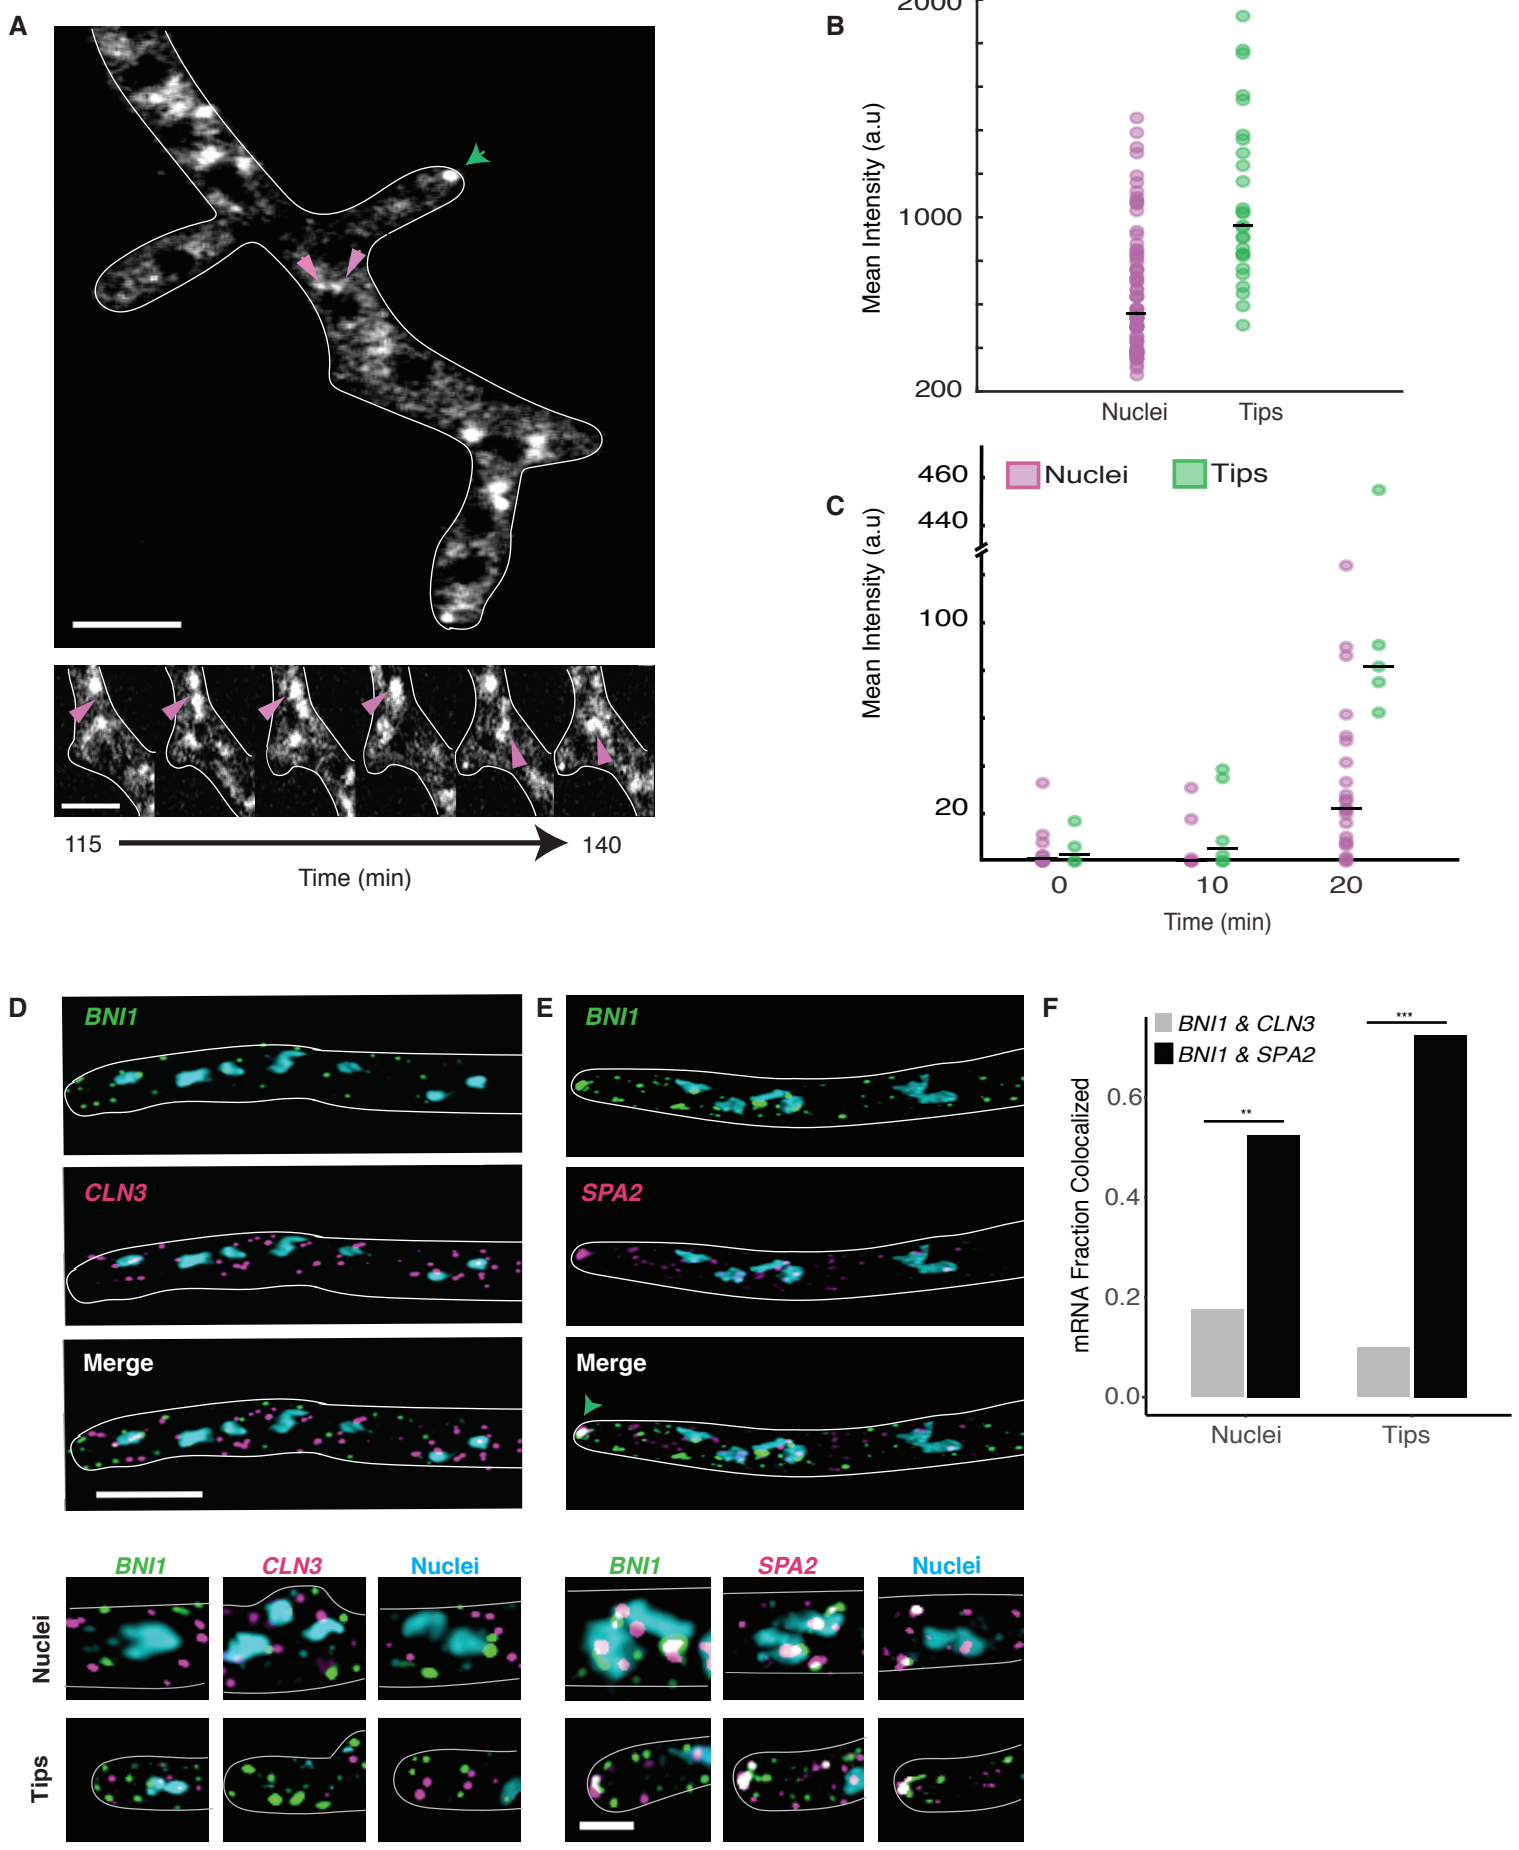 A
115
140
Time (min)
B
2000
1000
200
Mean Intensity (a.u)
Nuclei Tips
C
Nuclei Tips
460
440
100
20
Mean Intensity (a.u)
0 10 20
Time (min)
D
BNI1
CLN3
Merge
E
BNI1
SPA2
Merge
F
BNI1 & CLN3
BNI1 & SPA2
**
***
0.6
0.4
0.2
0.0
mRNA Fraction Colocalized
Nuclei Tips
BNI1 CLN3 Nuclei
BNI1 SPA2 Nuclei
Nuclei
Tips